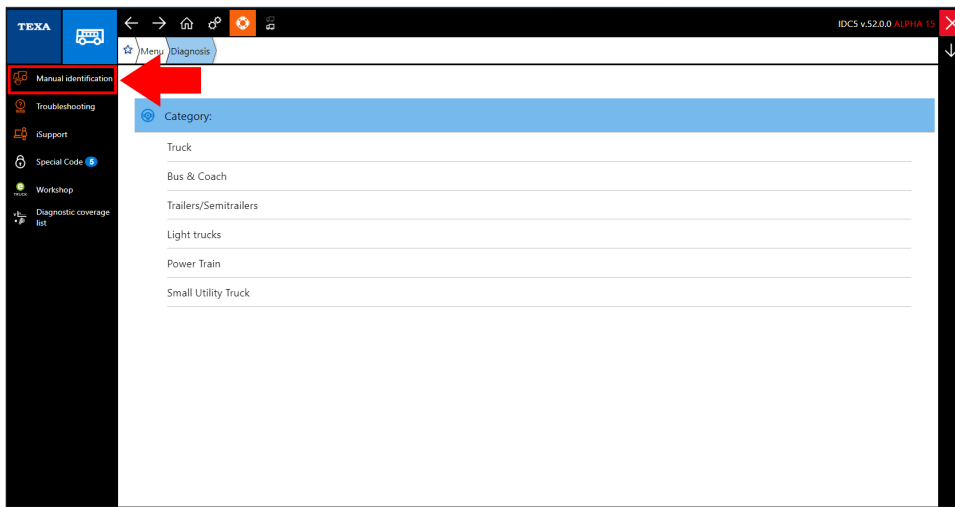 TEXA
IDC5 v.52.0.0 ALPHA 15
Menu
Diagnosis
Manual identification
Troubleshooting
iSupport
Special Code 5
TRUCK
Workshop
Diagnostic coverage
list
Category:
Truck
Bus & Coach
Trailers/Semitrailers
Light trucks
Power Train
Small Utility Truck